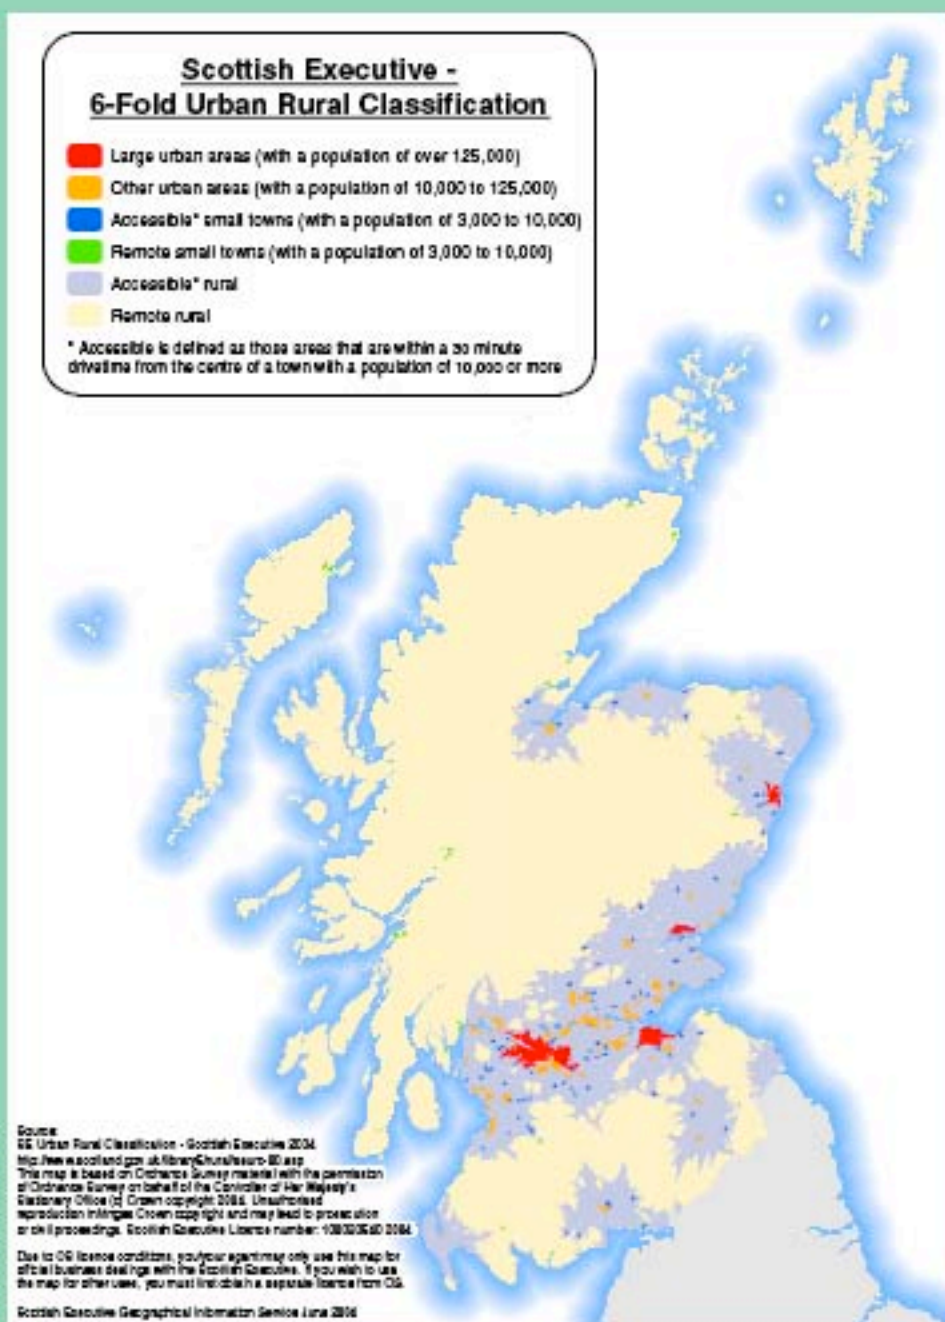 Scottish Executive -
6-Fold Urban Rural Classification
Large urban areas (with a population of over 125,000)
Other urban areas (with a population of 10,000 to 125,000)
Accessible* small towns (with a population of 3,000 to 10,000)
Remote small towns (with a population of 3,000 to 10,000)
Accessible* rural
Remote rural
* Accessible is defined as those areas that are within a 30 minute
drivetime from the centre of a town with a population of 10,000 or more
Source:
SE Urban Rural Classification - Scottish Executive 2004
This map is based on Ordnance Survey material with the permission
of Ordnance Survey on behalf of the Controller of Her Majesty's
Stationary Office (c) Crown copyright Unauthorised
reproduction infringes Crown copyright and may lead to prosecution
or civil proceedings. Scottish Executive Licence number:
Due to OS licence conditions, you/your agent may only use this map for
official business dealings with the Scottish Executive. If you wish to use
the map for other uses, you must first obtain a separate licence from OS.
Scottish Executive Geographical Information Service June